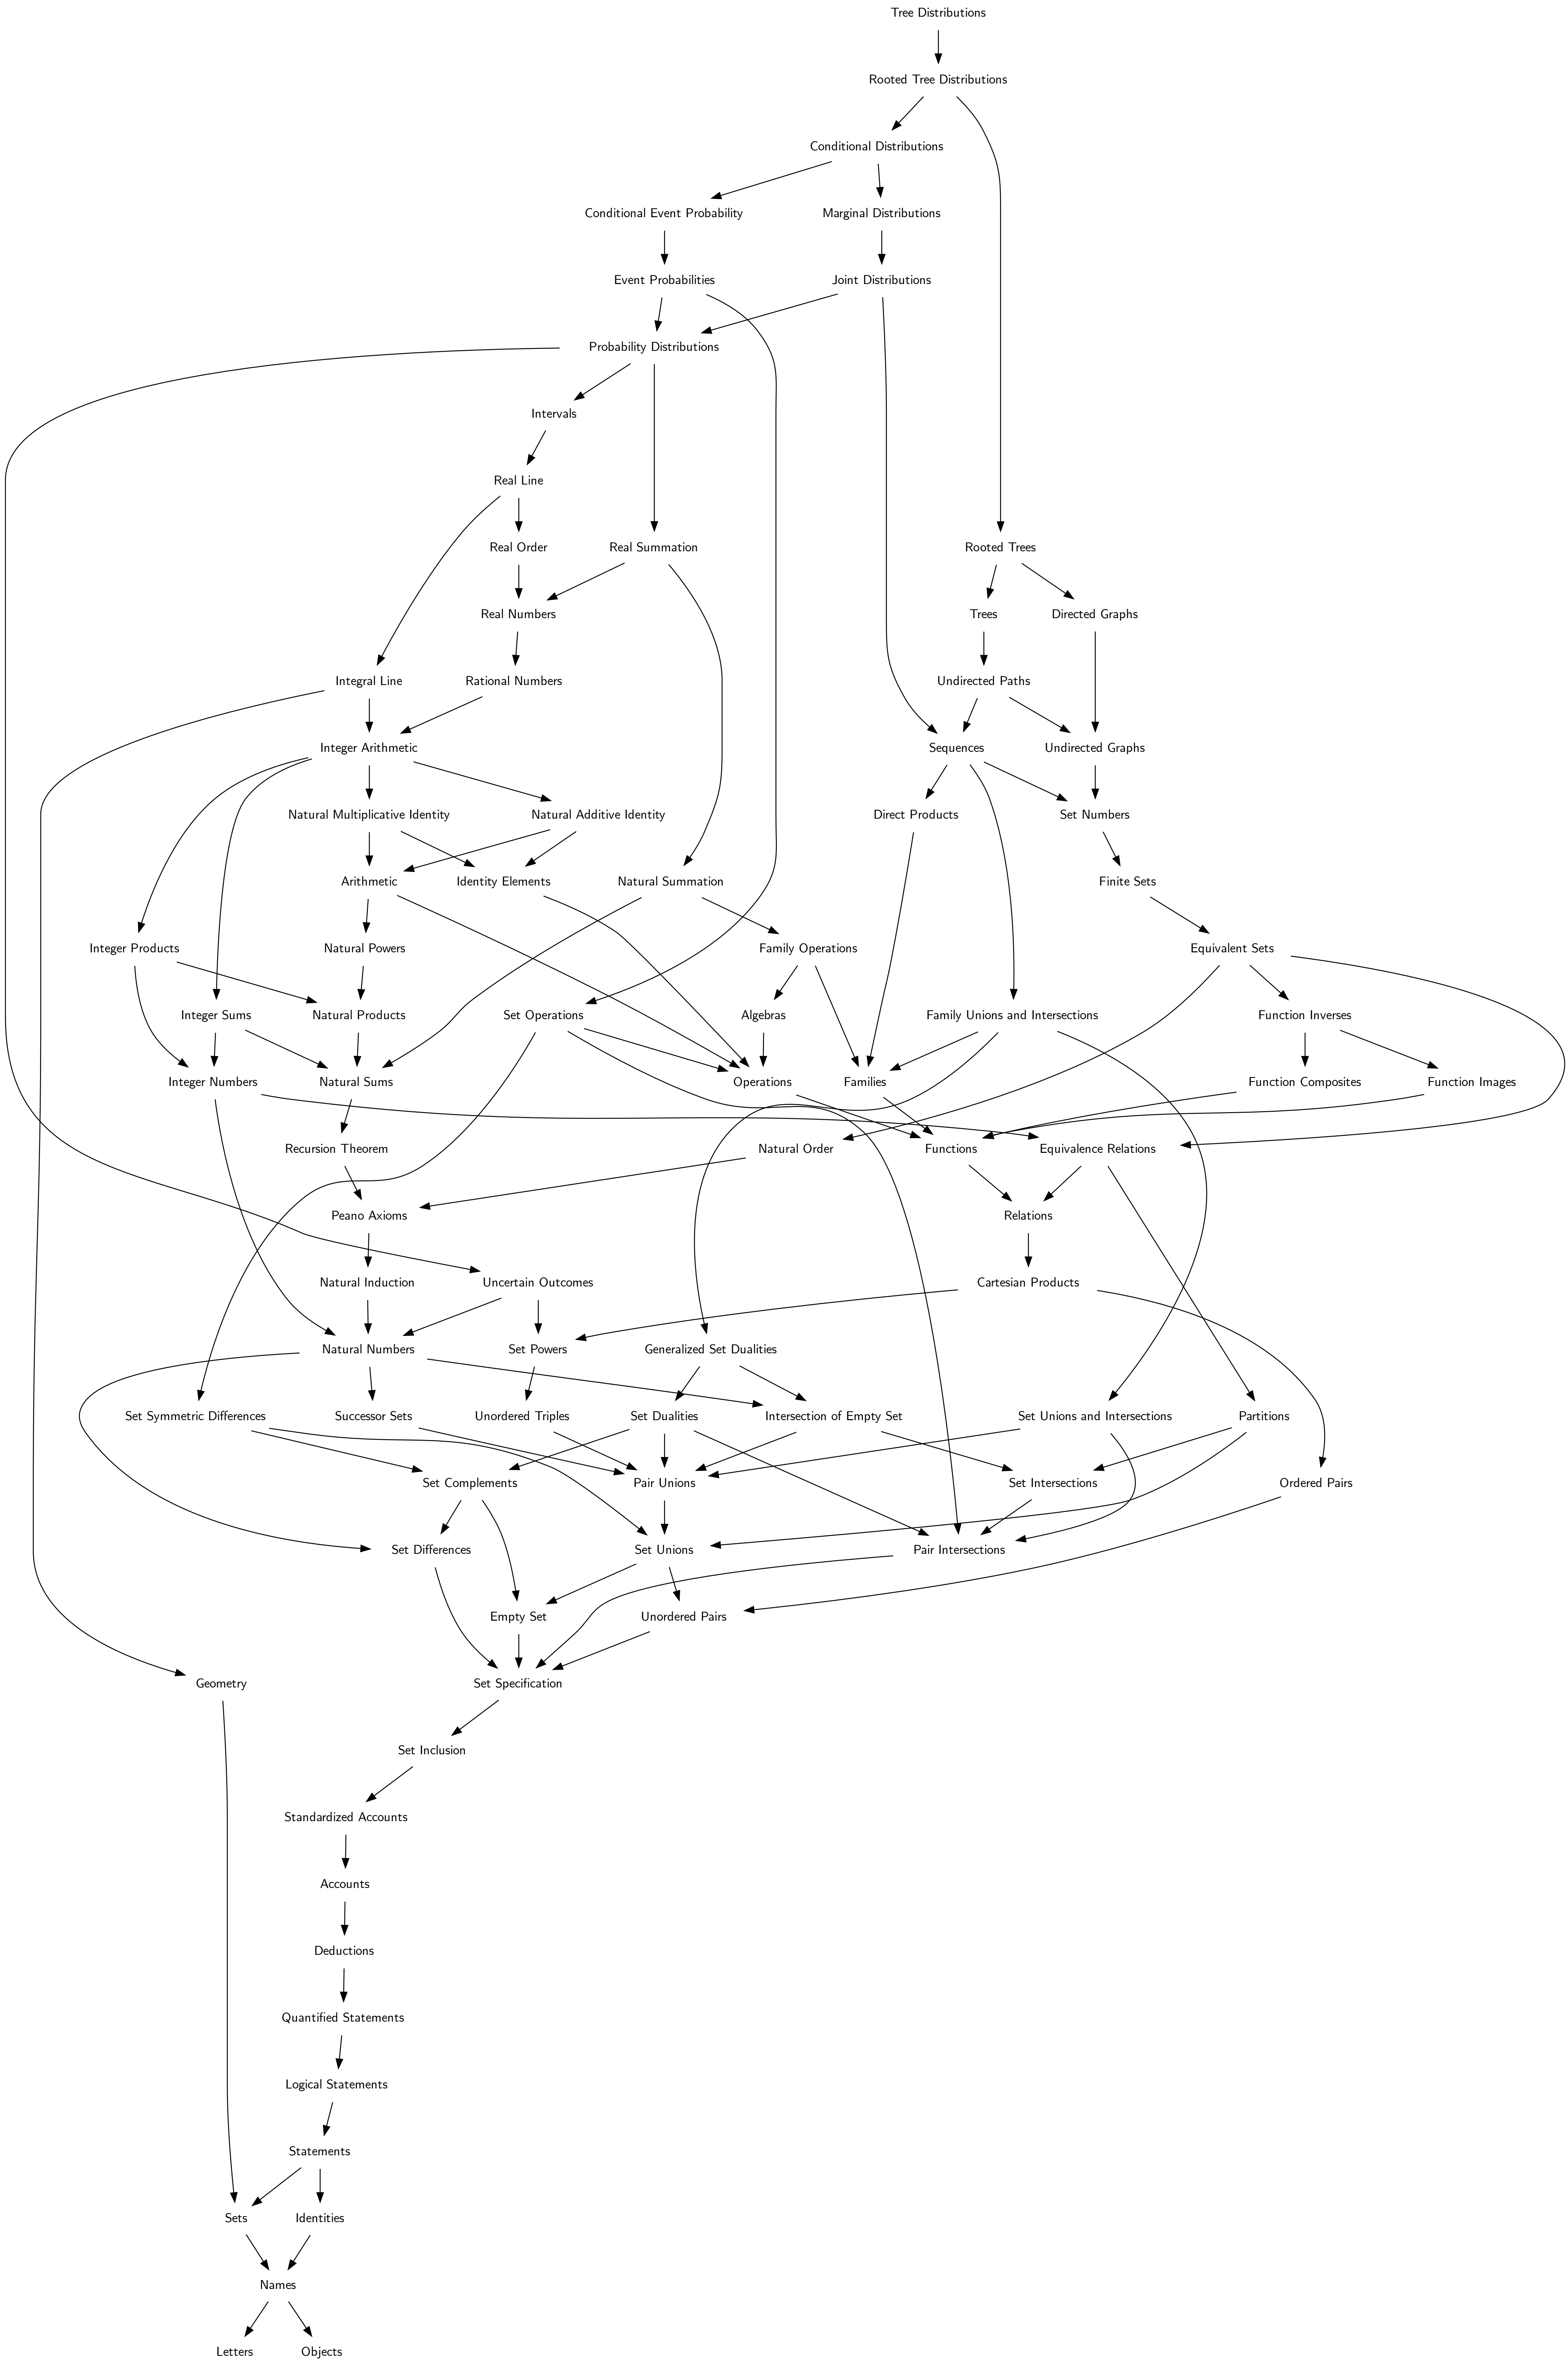 Tree Distributions
Rooted Tree Distributions
Conditional Distributions
Conditional Event Probability
Marginal Distributions
Event Probabilities
Joint Distributions
Probability Distributions
Intervals
Real Line
Real Order
Real Summation
Rooted Trees
Real Numbers
Trees
Directed Graphs
Integral Line
Rational Numbers
Undirected Paths
Integer Arithmetic
Sequences
Undirected Graphs
Natural Multiplicative Identity
Natural Additive Identity
Direct Products
Set Numbers
Arithmetic
Identity Elements
Natural Summation
Finite Sets
Integer Products
Natural Powers
Family Operations
Equivalent Sets
Integer Sums
Natural Products
Set Operations
Algebras
Family Unions and Intersections
Function Inverses
Integer Numbers
Natural Sums
Operations
Families
Function Composites
Function Images
Recursion Theorem
Natural Order
Functions
Equivalence Relations
Peano Axioms
Relations
Natural Induction
Uncertain Outcomes
Cartesian Products
Natural Numbers
Set Powers
Generalized Set Dualities
Set Symmetric Differences
Successor Sets
Unordered Triples
Set Dualities
Intersection of Empty Set
Set Unions and Intersections
Partitions
Set Complements
Pair Unions
Set Intersections
Ordered Pairs
Set Differences
Set Unions
Pair Intersections
Empty Set
Unordered Pairs
Geometry
Set Specification
Set Inclusion
Standardized Accounts
Accounts
Deductions
Quantified Statements
Logical Statements
Statements
Sets
Identities
Names
Letters
Objects